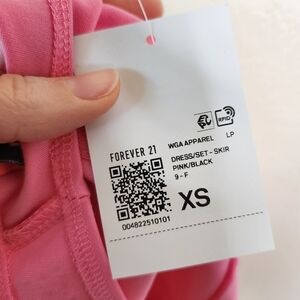 RFID
WGA APPAREL LP
FOREVER 21
DRESS/SET - SKIR
PINK/BLACK
9 - F
XS
004822510101